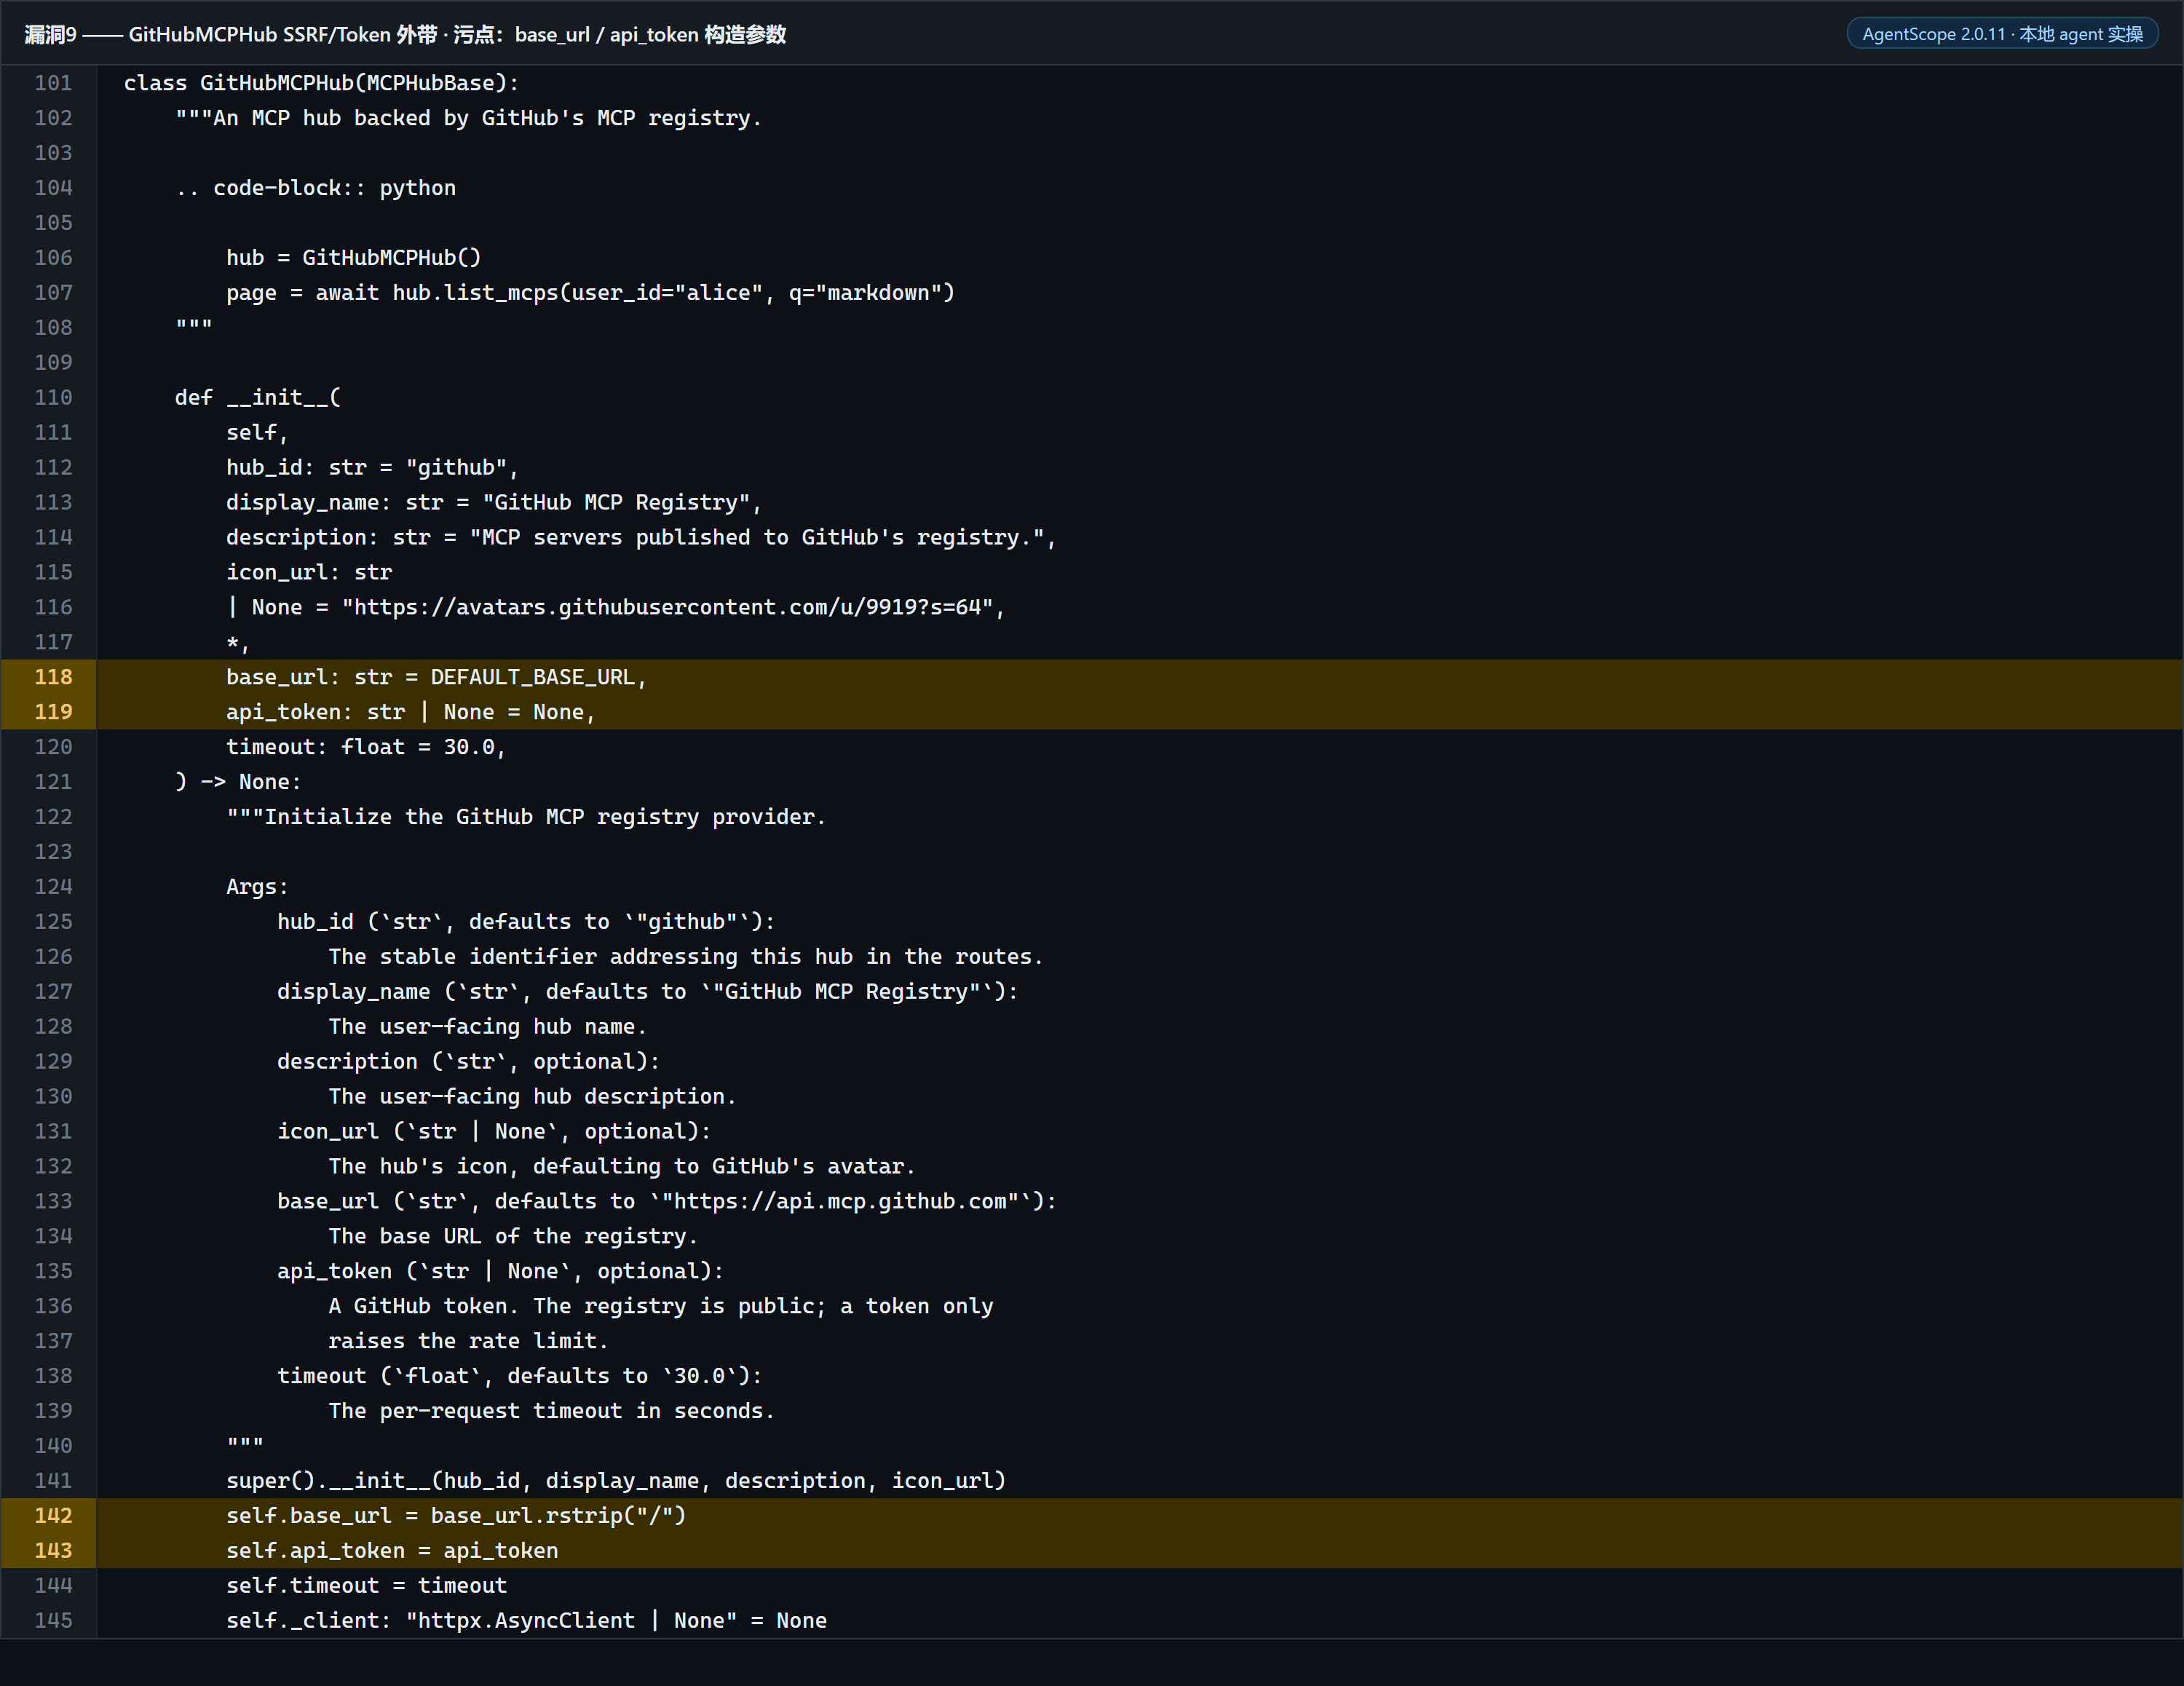 漏洞9 —— GitHubMCPHub SSRF/Token 外带 · 污点：base_url / api_token 构造参数
AgentScope 2.0.11 · 本地 agent 实操
101 class GitHubMCPHub(MCPHubBase):
102     """An MCP hub backed by GitHub's MCP registry.
103
104     .. code-block:: python
105
106         hub = GitHubMCPHub()
107         page = await hub.list_mcps(user_id="alice", q="markdown")
108     """
109
110     def __init__(
111         self,
112         hub_id: str = "github",
113         display_name: str = "GitHub MCP Registry",
114         description: str = "MCP servers published to GitHub's registry.",
115         icon_url: str
116         | None = "https://avatars.githubusercontent.com/u/9919?s=64",
117         *,
118         base_url: str = DEFAULT_BASE_URL,
119         api_token: str | None = None,
120         timeout: float = 30.0,
121     ) -> None:
122         """Initialize the GitHub MCP registry provider.
123
124         Args:
125             hub_id (`str`, defaults to `"github"`):
126                 The stable identifier addressing this hub in the routes.
127             display_name (`str`, defaults to `"GitHub MCP Registry"`):
128                 The user-facing hub name.
129             description (`str`, optional):
130                 The user-facing hub description.
131             icon_url (`str | None`, optional):
132                 The hub's icon, defaulting to GitHub's avatar.
133             base_url (`str`, defaults to `"https://api.mcp.github.com"`):
134                 The base URL of the registry.
135             api_token (`str | None`, optional):
136                 A GitHub token. The registry is public; a token only
137                 raises the rate limit.
138             timeout (`float`, defaults to `30.0`):
139                 The per-request timeout in seconds.
140         """
141         super().__init__(hub_id, display_name, description, icon_url)
142         self.base_url = base_url.rstrip("/")
143         self.api_token = api_token
144         self.timeout = timeout
145         self._client: "httpx.AsyncClient | None" = None